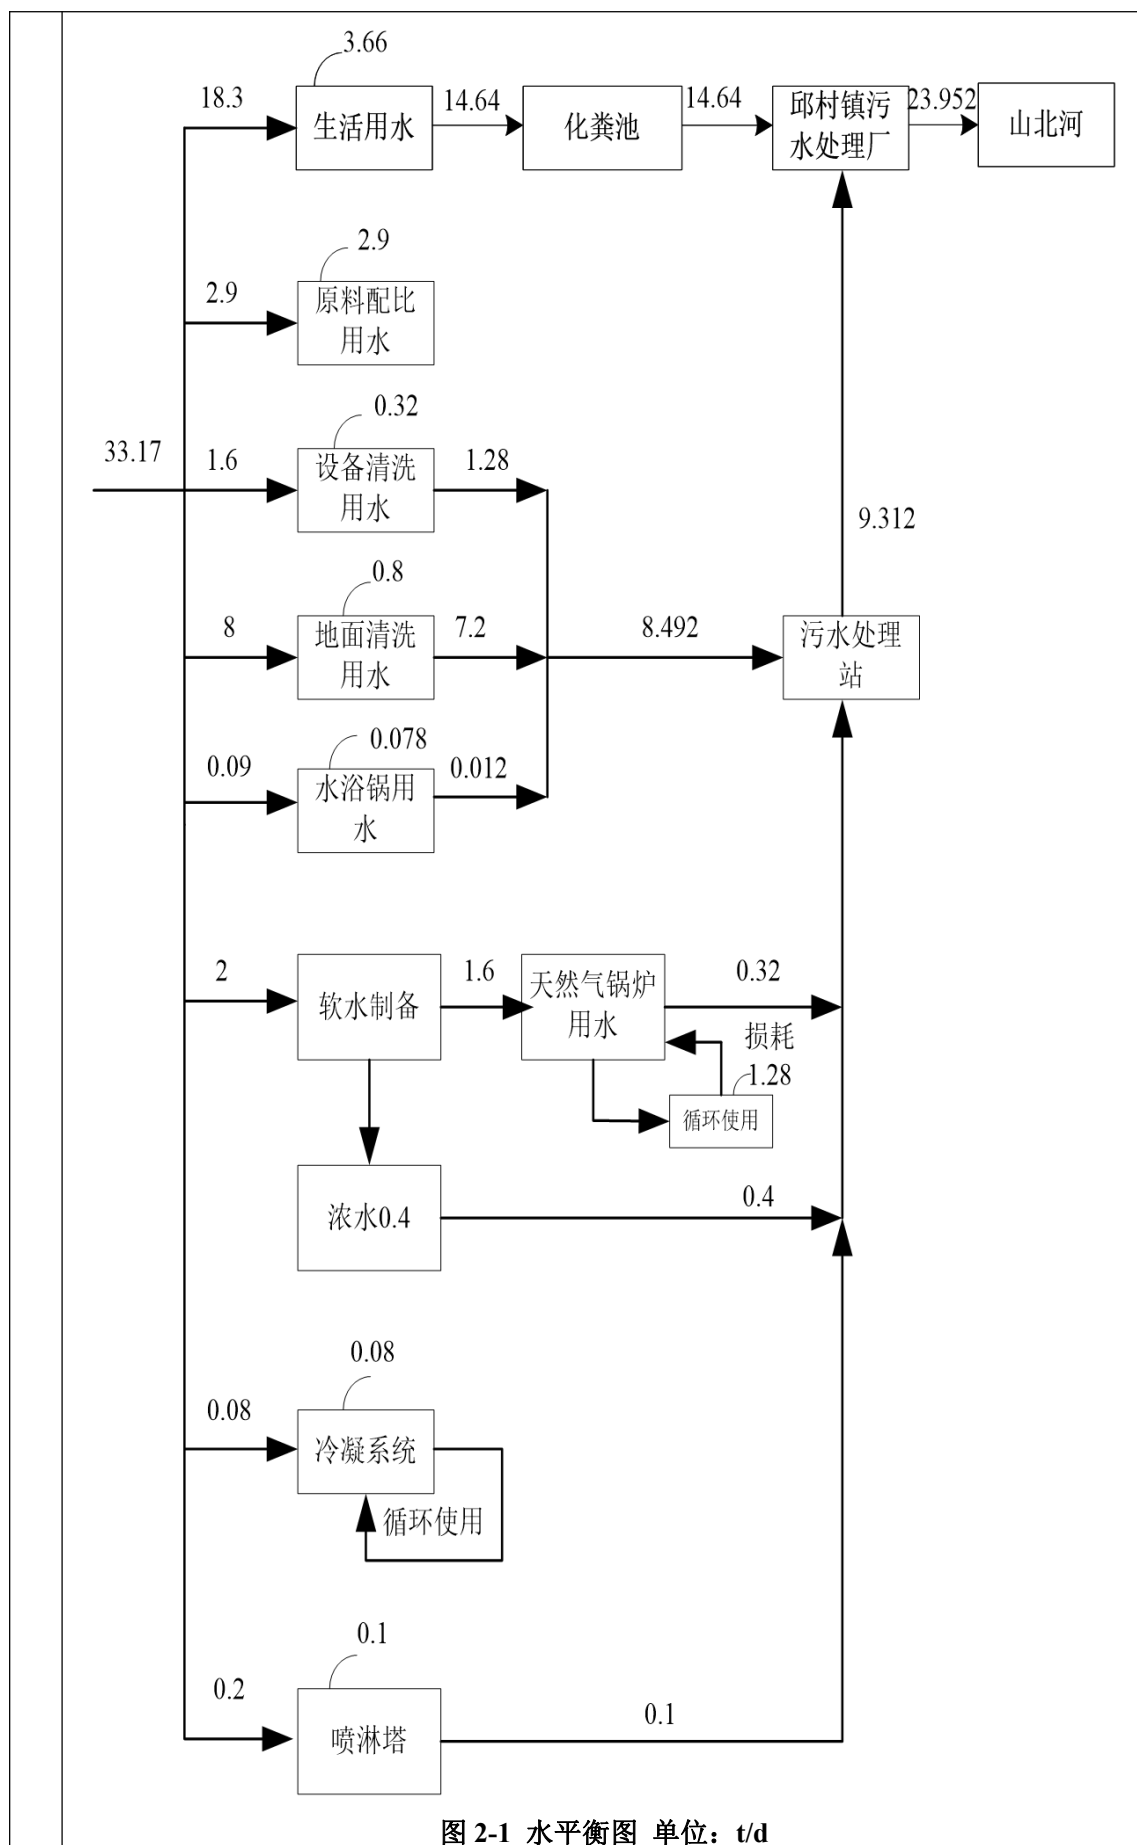 3.66
18.3
生活用水
14.64
化粪池
14.64
邱村镇污
水处理厂
23.952
山北河
2.9
2.9
原料配比
用水
0.32
33.17
1.6
设备清洗
用水
1.28
9.312
0.8
8
地面清洗
用水
7.2
8.492
污水处理
站
0.078
0.09
水浴锅用
水
0.012
2
软水制备
1.6
天然气锅炉
用水
0.32
损耗
1.28
循环使用
浓水0.4
0.4
0.08
0.08
冷凝系统
循环使用
0.1
0.2
喷淋塔
0.1
图 2-1 水平衡图 单位：t/d